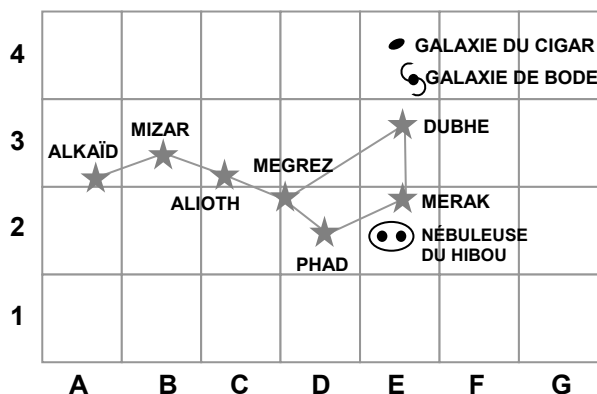 4
GALAXIE DU CIGAR
GALAXIE DE BODE
3
MIZAR
DUBHE
ALKAÏD
MEGREZ
ALIOTH
MERAK
2
NÉBULEUSE
DU HIBOU
PHAD
1
A B C D E F G